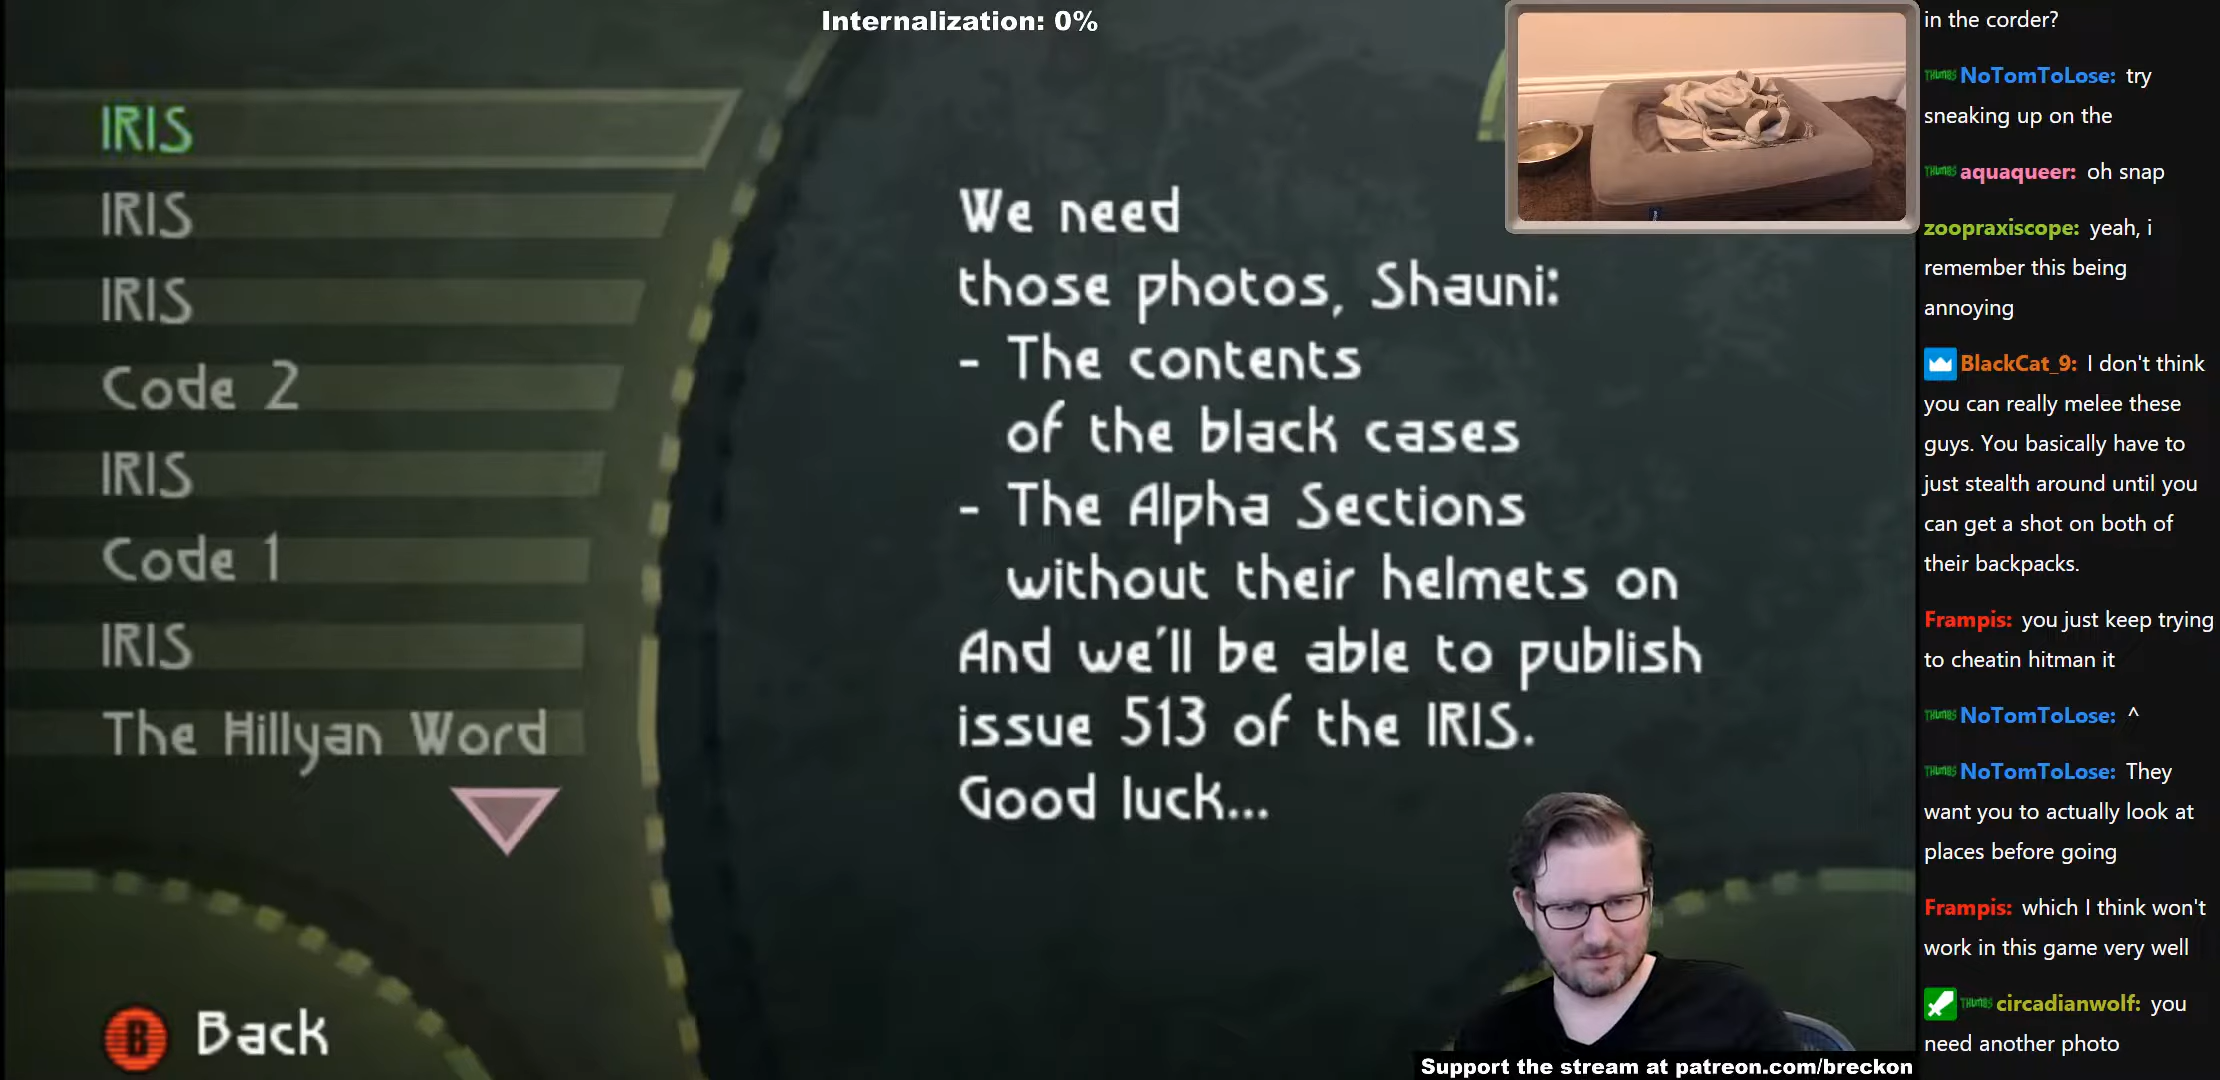 Internalization: 0%
IRIS
IRIS
IRIS
Code 2
IRIS
Code 1
IRIS
The Hillyan Word
B Back
We need
those photos, Shauni:
- The contents
of the black cases
- The Alpha Sections
without their helmets on
And we'll be able to publish
issue 513 of the IRIS.
Good luck...
Support the stream at patreon.com/breckon
in the corder?
THUMBS NoTomToLose: try
sneaking up on the
THUMBS aquaqueer: oh snap
zoopraxiscope: yeah, i
remember this being
annoying
BlackCat_9: I don't think
you can really melee these
guys. You basically have to
just stealth around until you
can get a shot on both of
their backpacks.
Frampis: you just keep trying
to cheatin hitman it
THUMBS NoTomToLose: ^
THUMBS NoTomToLose: They
want you to actually look at
places before going
Frampis: which I think won't
work in this game very well
THUMBS circadianwolf: you
need another photo